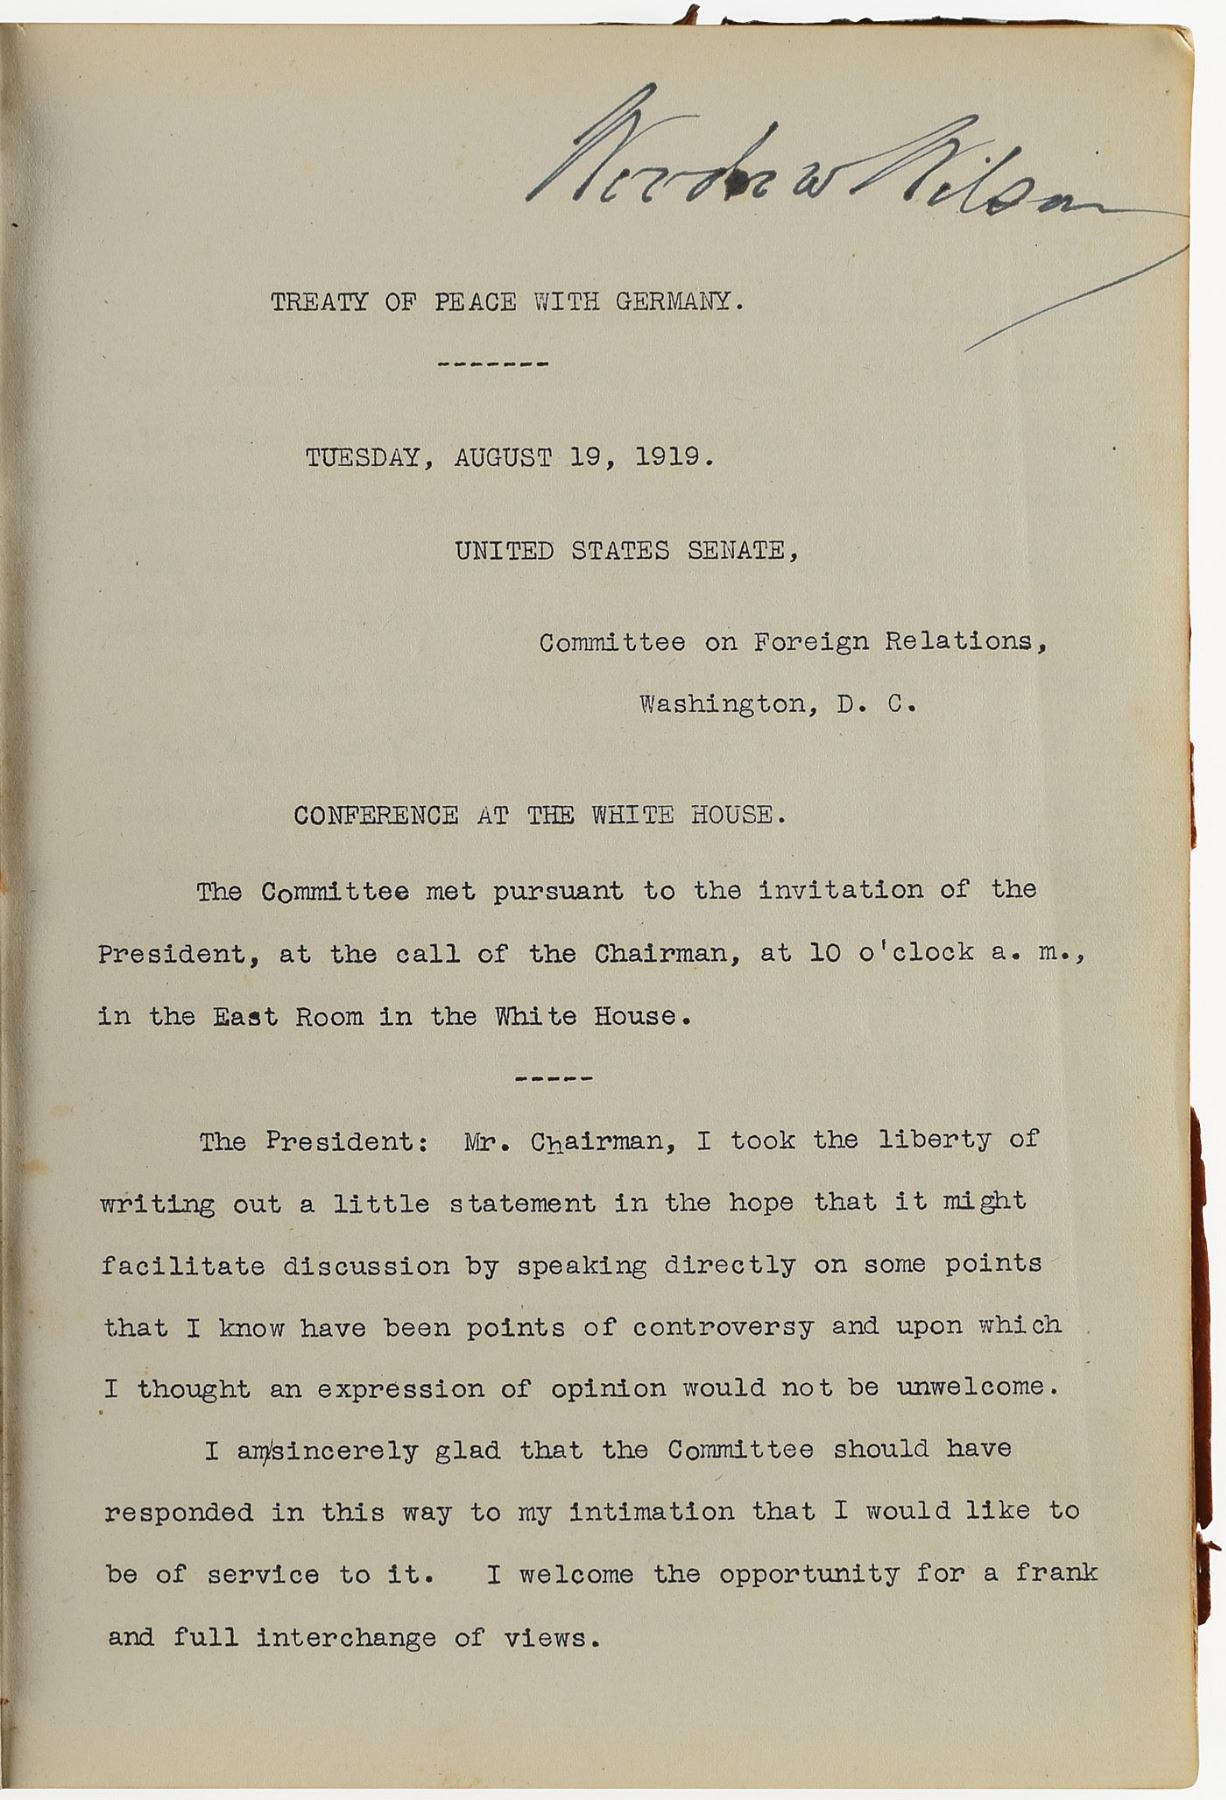 Woodrow Wilson
TREATY OF PEACE WITH GERMANY.
-------
TUESDAY, AUGUST 19, 1919.
UNITED STATES SENATE,
Committee on Foreign Relations,
Washington, D. C.
CONFERENCE AT THE WHITE HOUSE.
The Committee met pursuant to the invitation of the
President, at the call of the Chairman, at 10 o'clock a. m.,
in the East Room in the White House.
-----
The President: Mr. Chairman, I took the liberty of
writing out a little statement in the hope that it might
facilitate discussion by speaking directly on some points
that I know have been points of controversy and upon which
I thought an expression of opinion would not be unwelcome.
I am/sincerely glad that the Committee should have
responded in this way to my intimation that I would like to
be of service to it. I welcome the opportunity for a frank
and full interchange of views.